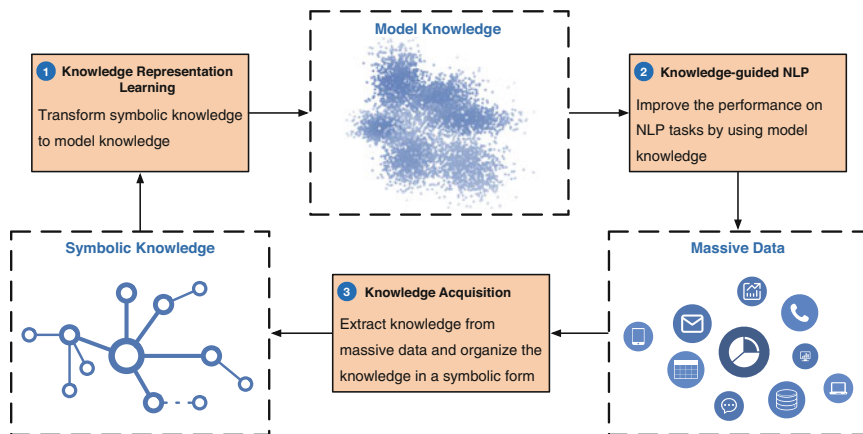 Model Knowledge
1 Knowledge Representation
Learning
Transform symbolic knowledge
to model knowledge
2 Knowledge-guided NLP
Improve the performance on
NLP tasks by using model
knowledge
Symbolic Knowledge
3 Knowledge Acquisition
Extract knowledge from
massive data and organize the
knowledge in a symbolic form
Massive Data